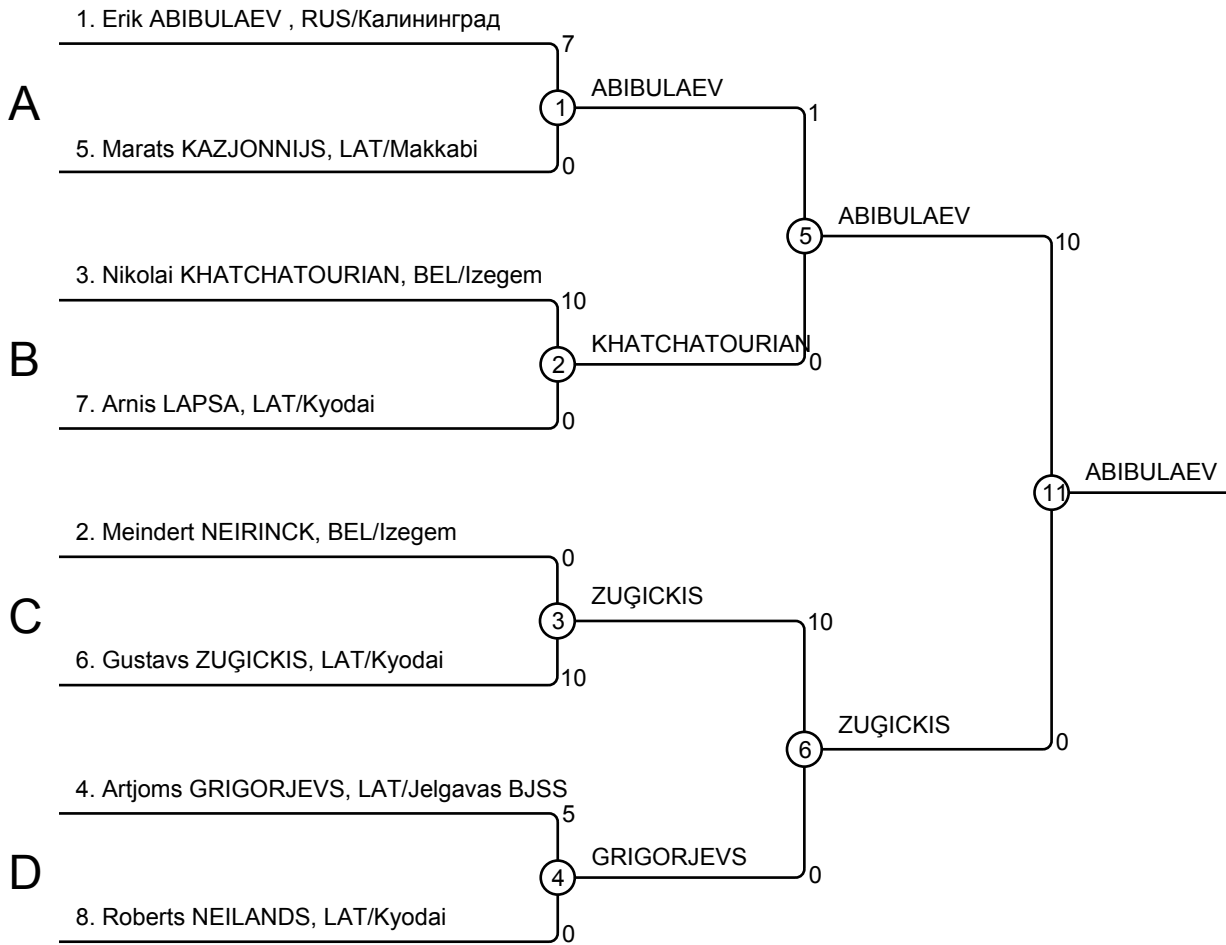 1. Erik ABIBULAEV , RUS/Калининград
7
A
1
ABIBULAEV
1
5. Marats KAZJONNIJS, LAT/Makkabi
0
5
ABIBULAEV
10
3. Nikolai KHATCHATOURIAN, BEL/Izegem
10
B
2
KHATCHATOURIAN
0
7. Arnis LAPSA, LAT/Kyodai
0
11
ABIBULAEV
2. Meindert NEIRINCK, BEL/Izegem
0
C
3
ZUĢICKIS
10
6. Gustavs ZUĢICKIS, LAT/Kyodai
10
6
ZUĢICKIS
0
4. Artjoms GRIGORJEVS, LAT/Jelgavas BJSS
5
D
4
GRIGORJEVS
0
8. Roberts NEILANDS, LAT/Kyodai
0